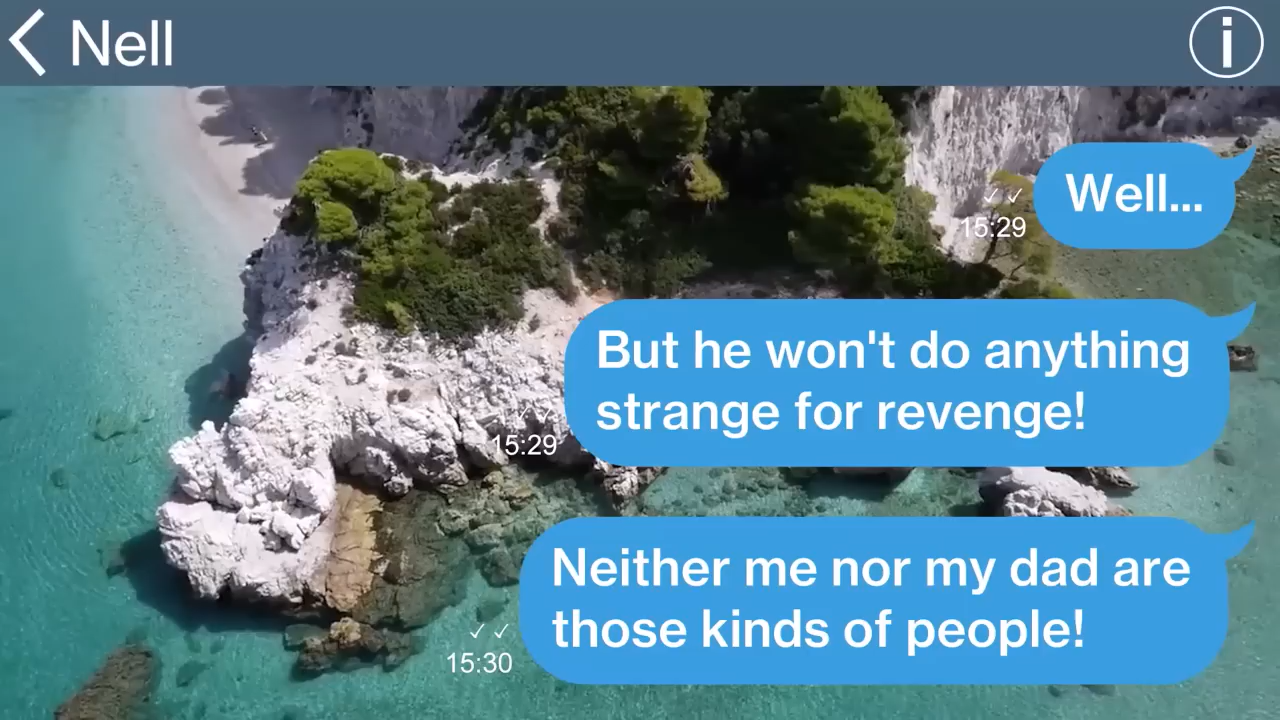 Nell
Well...
15:29
But he won't do anything
strange for revenge!
15:29
Neither me nor my dad are
those kinds of people!
15:30